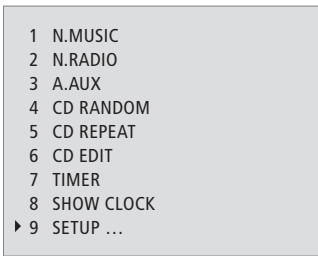 1 N.MUSIC
2 N.RADIO
3 A.AUX
4 CD RANDOM
5 CD REPEAT
6 CD EDIT
7 TIMER
8 SHOW CLOCK
9 SETUP …